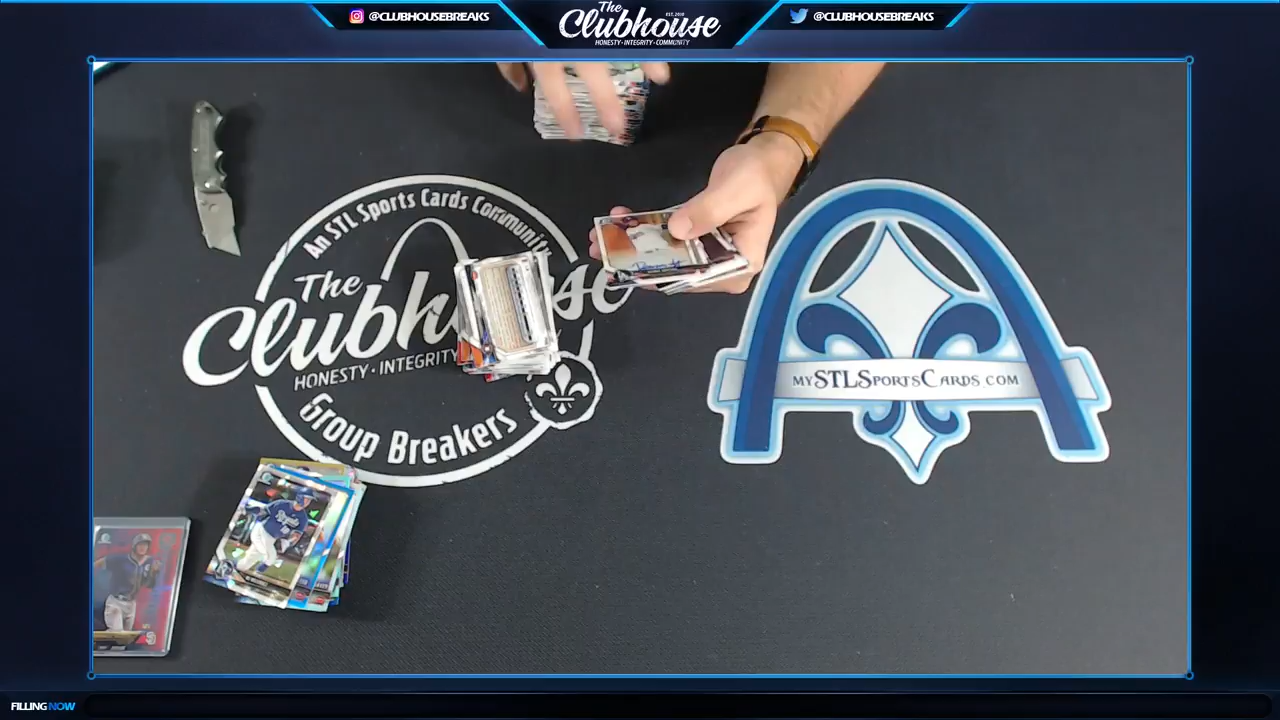 @CLUBHOUSEBREAKS
The
Clubhouse
EST. 2018
HONESTY • INTEGRITY • COMMUNITY
@CLUBHOUSEBREAKS
An STL Sports Cards Community
The
Clubhouse
HONESTY • INTEGRITY
Group Breakers
MYSTLSPORTSCARDS.COM
FILLING NOW